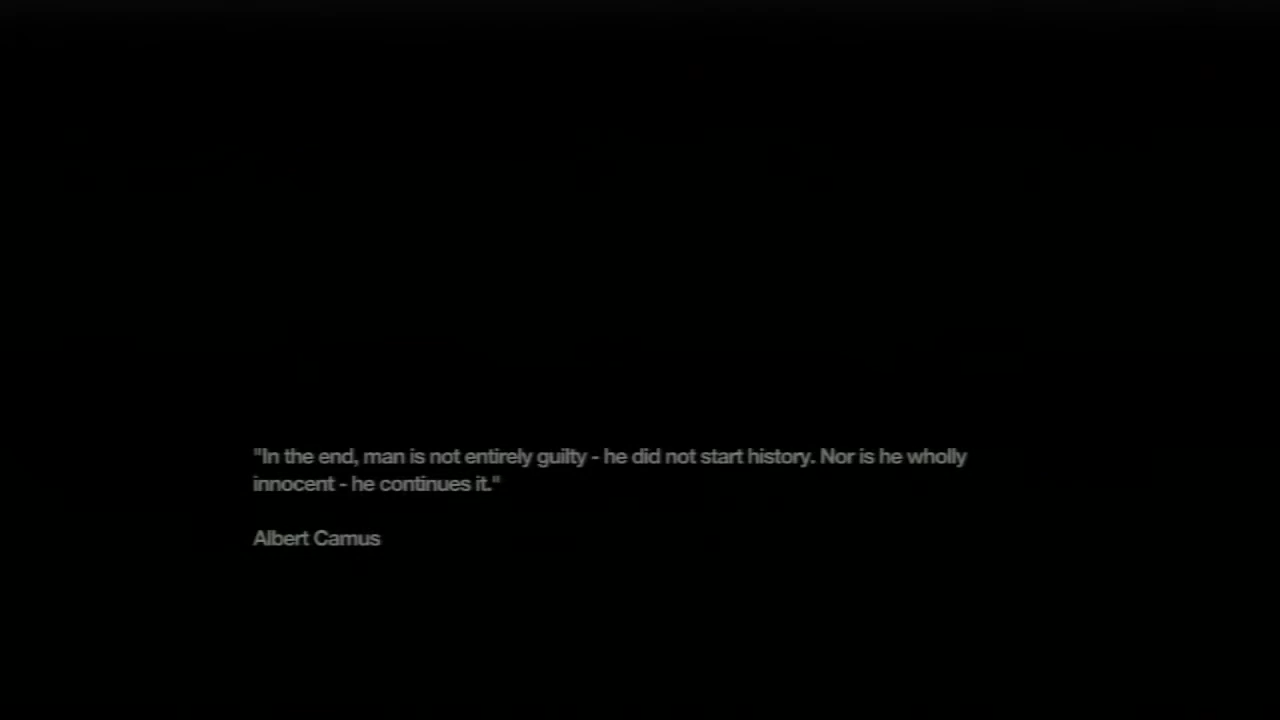 "In the end, man is not entirely guilty - he did not start history. Nor is he wholly
innocent - he continues it."
Albert Camus